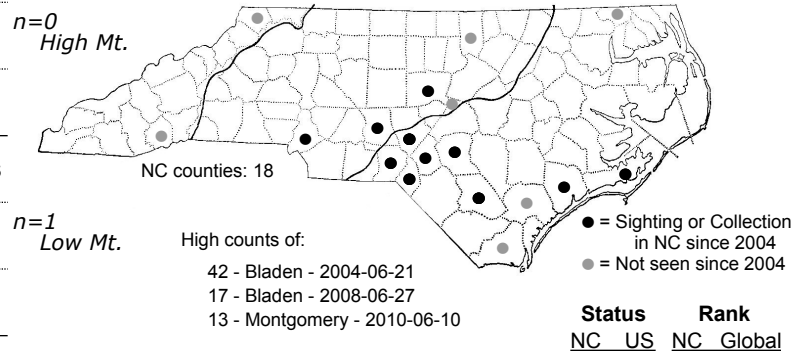 n=0
High Mt.
NC counties: 18
n=1
Low Mt.
High counts of:
42 - Bladen - 2004-06-21
17 - Bladen - 2008-06-27
13 - Montgomery - 2010-06-10
= Sighting or Collection
in NC since 2004
= Not seen since 2004
Status Rank
NC US NC Global